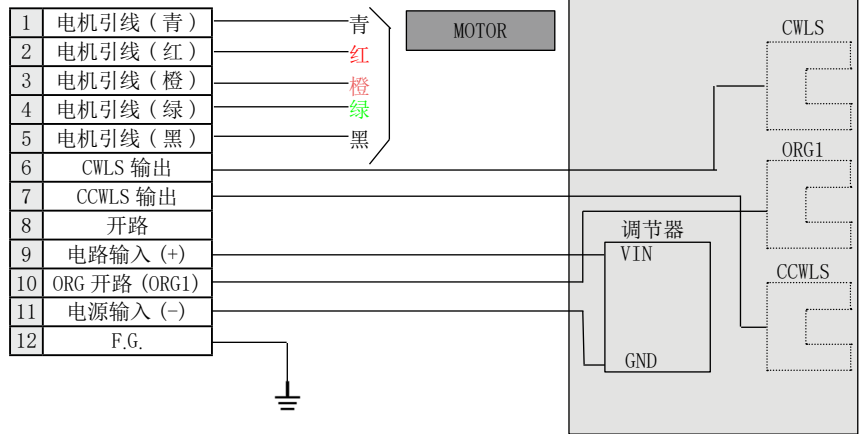 1 电机引线（青） 青
2 电机引线（红） 红
3 电机引线（橙） 橙
4 电机引线（绿） 绿
5 电机引线（黑） 黑
6 CWLS 输出
7 CCWLS 输出
8 开路
9 电路输入 (+)
10 ORG 开路 (ORG1)
11 电源输入 (-)
12 F.G.
MOTOR
CWLS
ORG1
调节器
VIN
CCWLS
GND